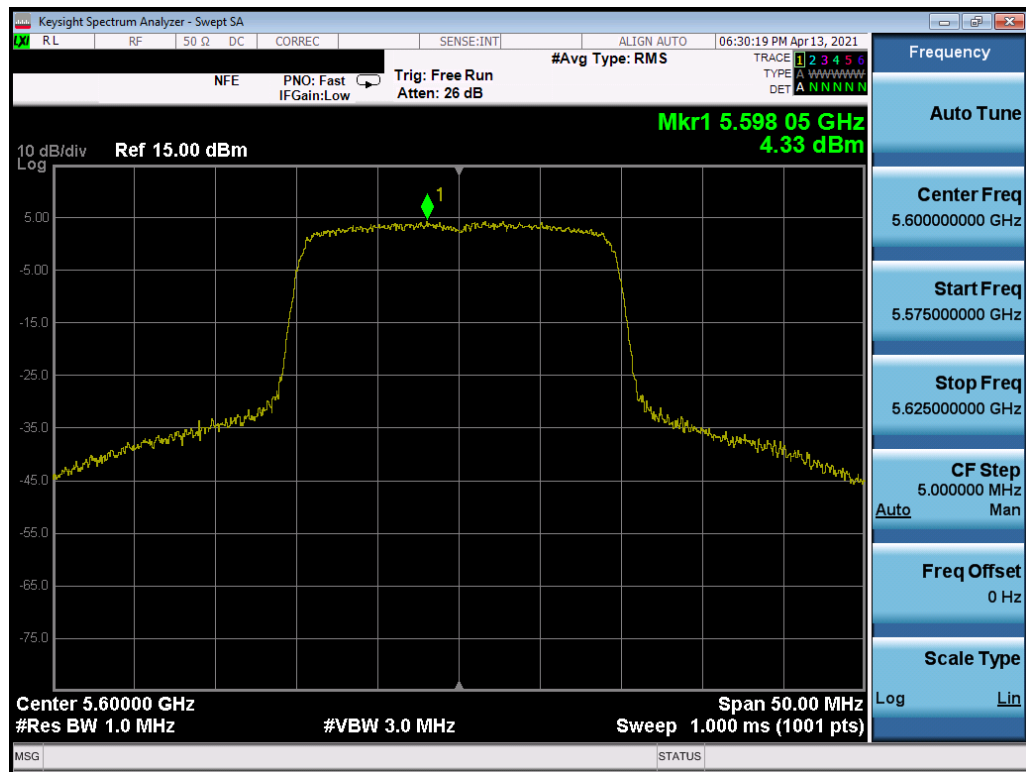 Keysight Spectrum Analyzer - Swept SA
LXI RL RF 50 Ω DC CORREC SENSE:INT ALIGN AUTO 06:30:19 PM Apr 13, 2021
#Avg Type: RMS
TRACE 1 2 3 4 5 6
TYPE A WWWWW
DET A N N N N N
NFE PNO: Fast Trig: Free Run
IFGain:Low Atten: 26 dB
Mkr1 5.598 05 GHz
4.33 dBm
10 dB/div Ref 15.00 dBm
Log
1
5.00
-5.00
-15.0
-25.0
-35.0
-45.0
-55.0
-65.0
-75.0
Center 5.60000 GHz Span 50.00 MHz
#Res BW 1.0 MHz #VBW 3.0 MHz Sweep 1.000 ms (1001 pts)
MSG STATUS
Frequency
Auto Tune
Center Freq
5.600000000 GHz
Start Freq
5.575000000 GHz
Stop Freq
5.625000000 GHz
CF Step
5.000000 MHz
Auto Man
Freq Offset
0 Hz
Scale Type
Log Lin